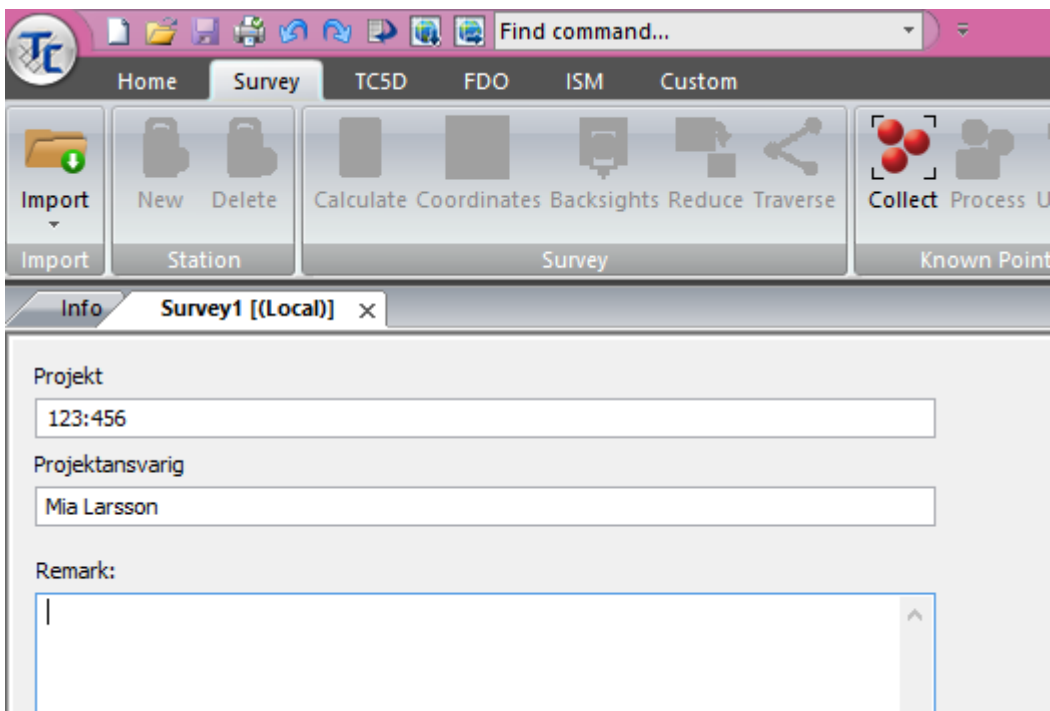 Tc
Find command...
Home Survey TC5D FDO ISM Custom
Import New Delete Calculate Coordinates Backsights Reduce Traverse Collect Process U
Import Station Survey Known Point
Info Survey1 [(Local)]
Projekt
123:456
Projektansvarig
Mia Larsson
Remark: